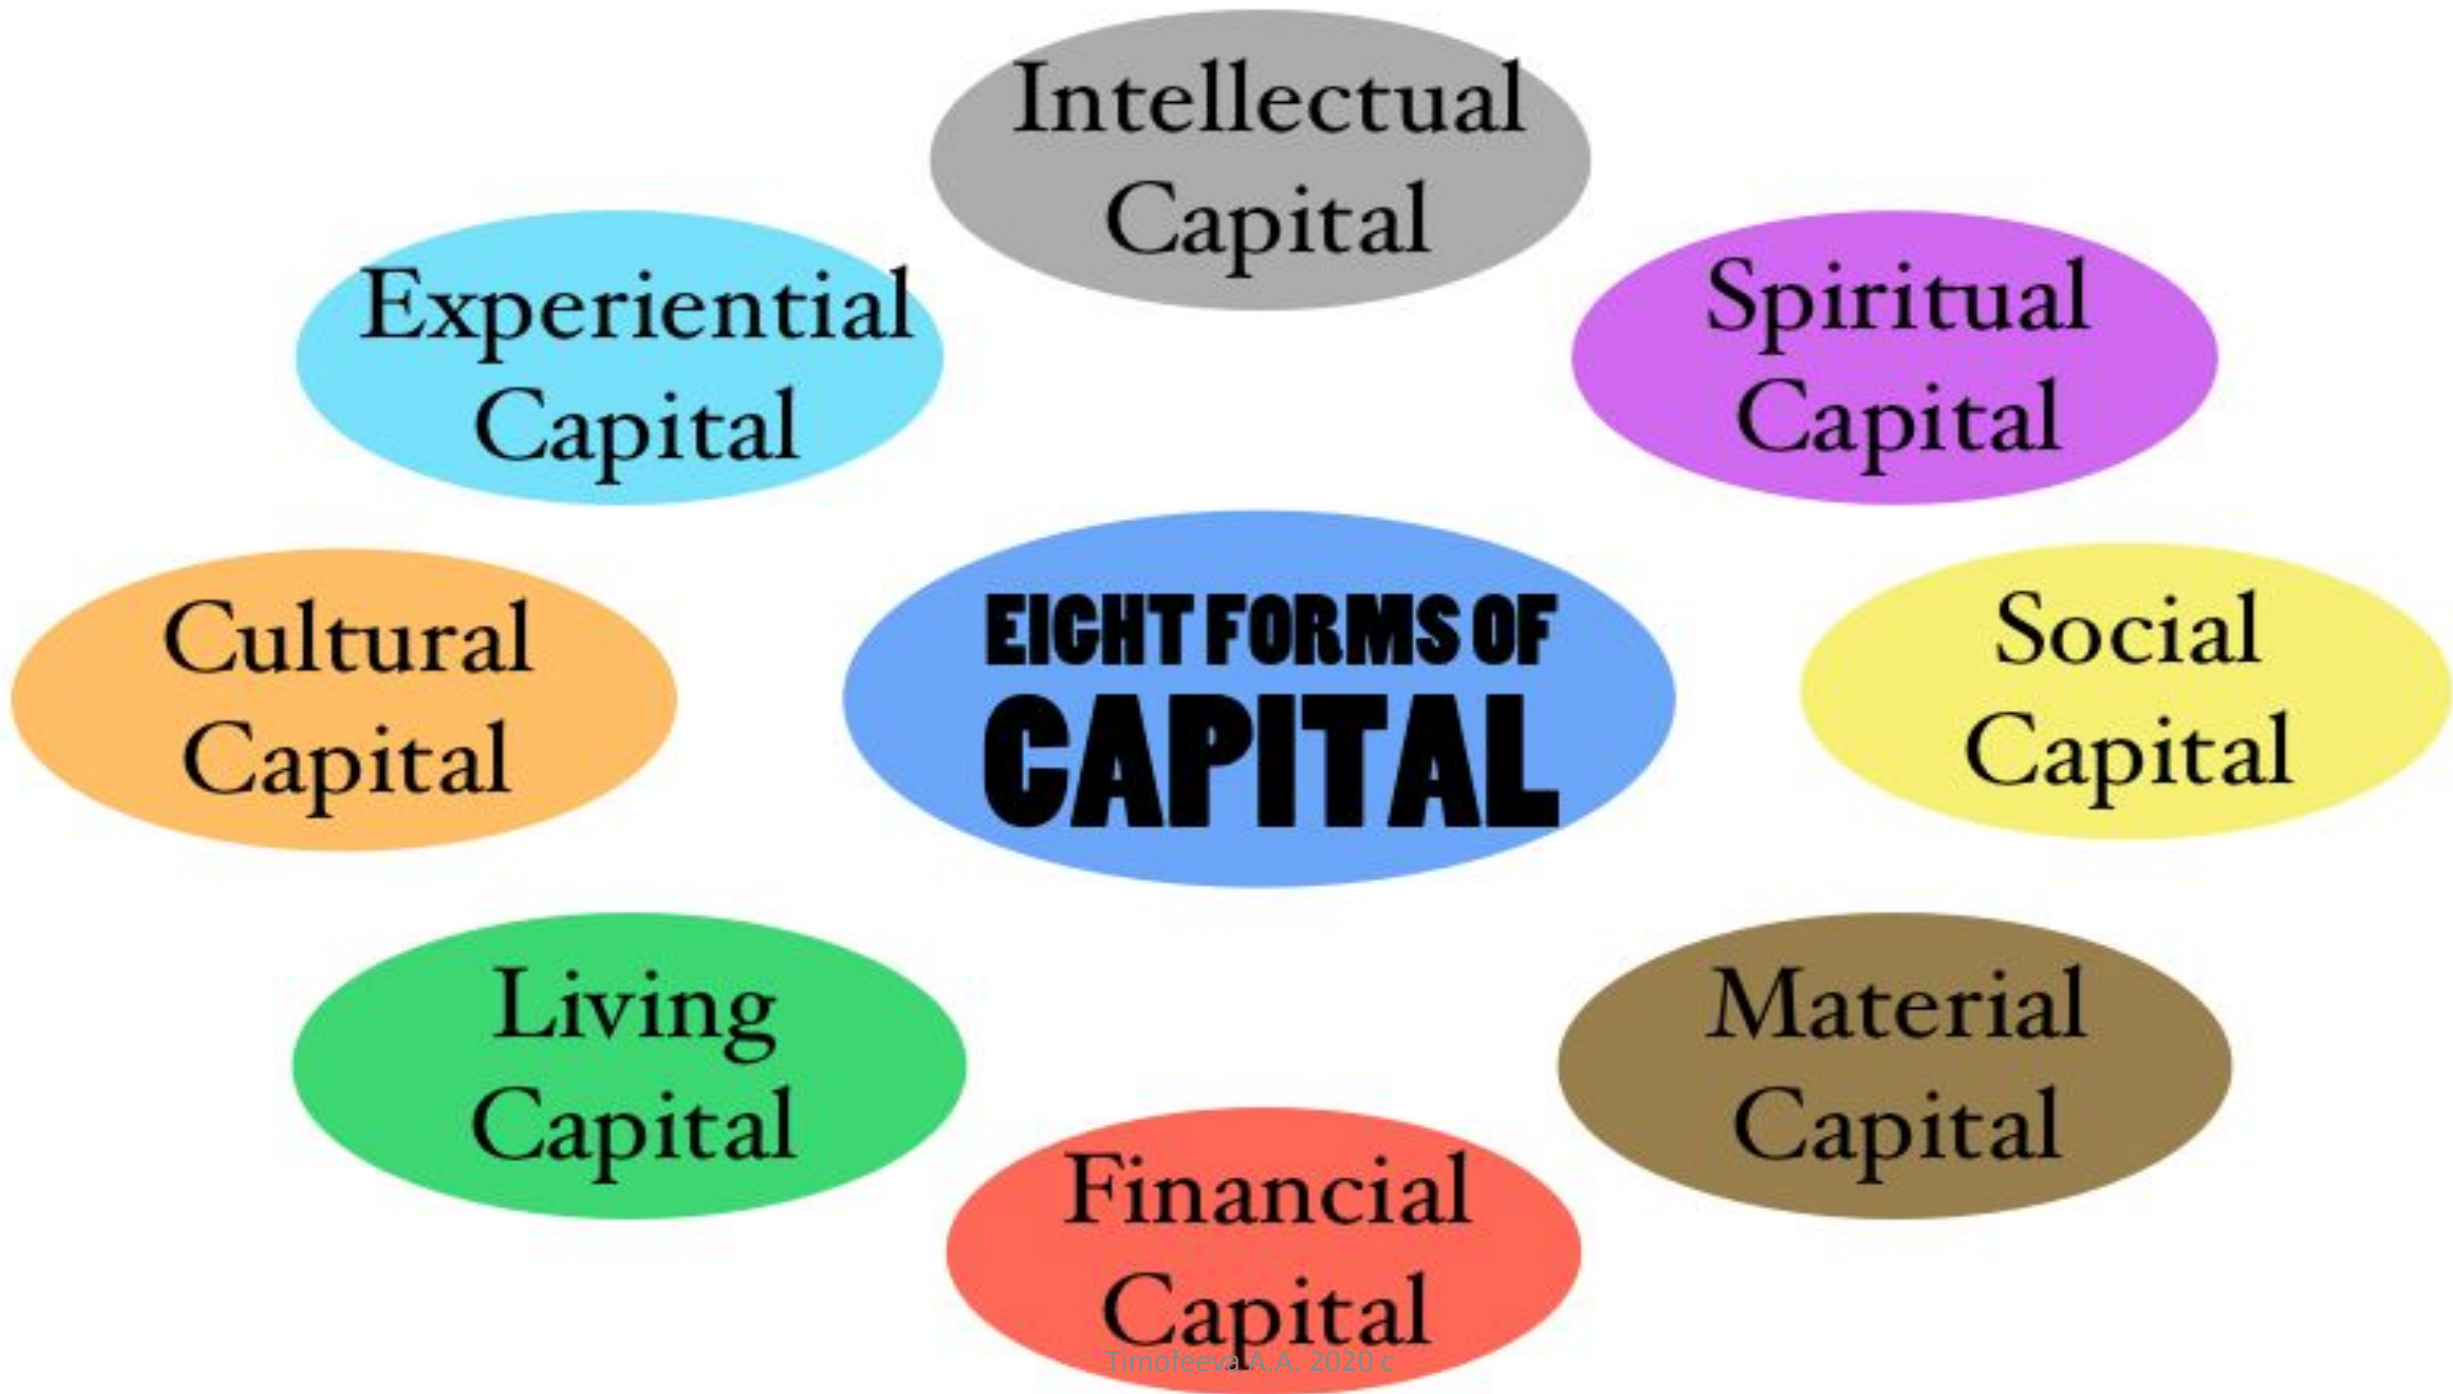 Intellectual
Capital
Experiential
Capital
Spiritual
Capital
Cultural
Capital
EIGHT FORMS OF
CAPITAL
Social
Capital
Living
Capital
Material
Capital
Financial
Capital
Timofeeva A.A. 2020 c